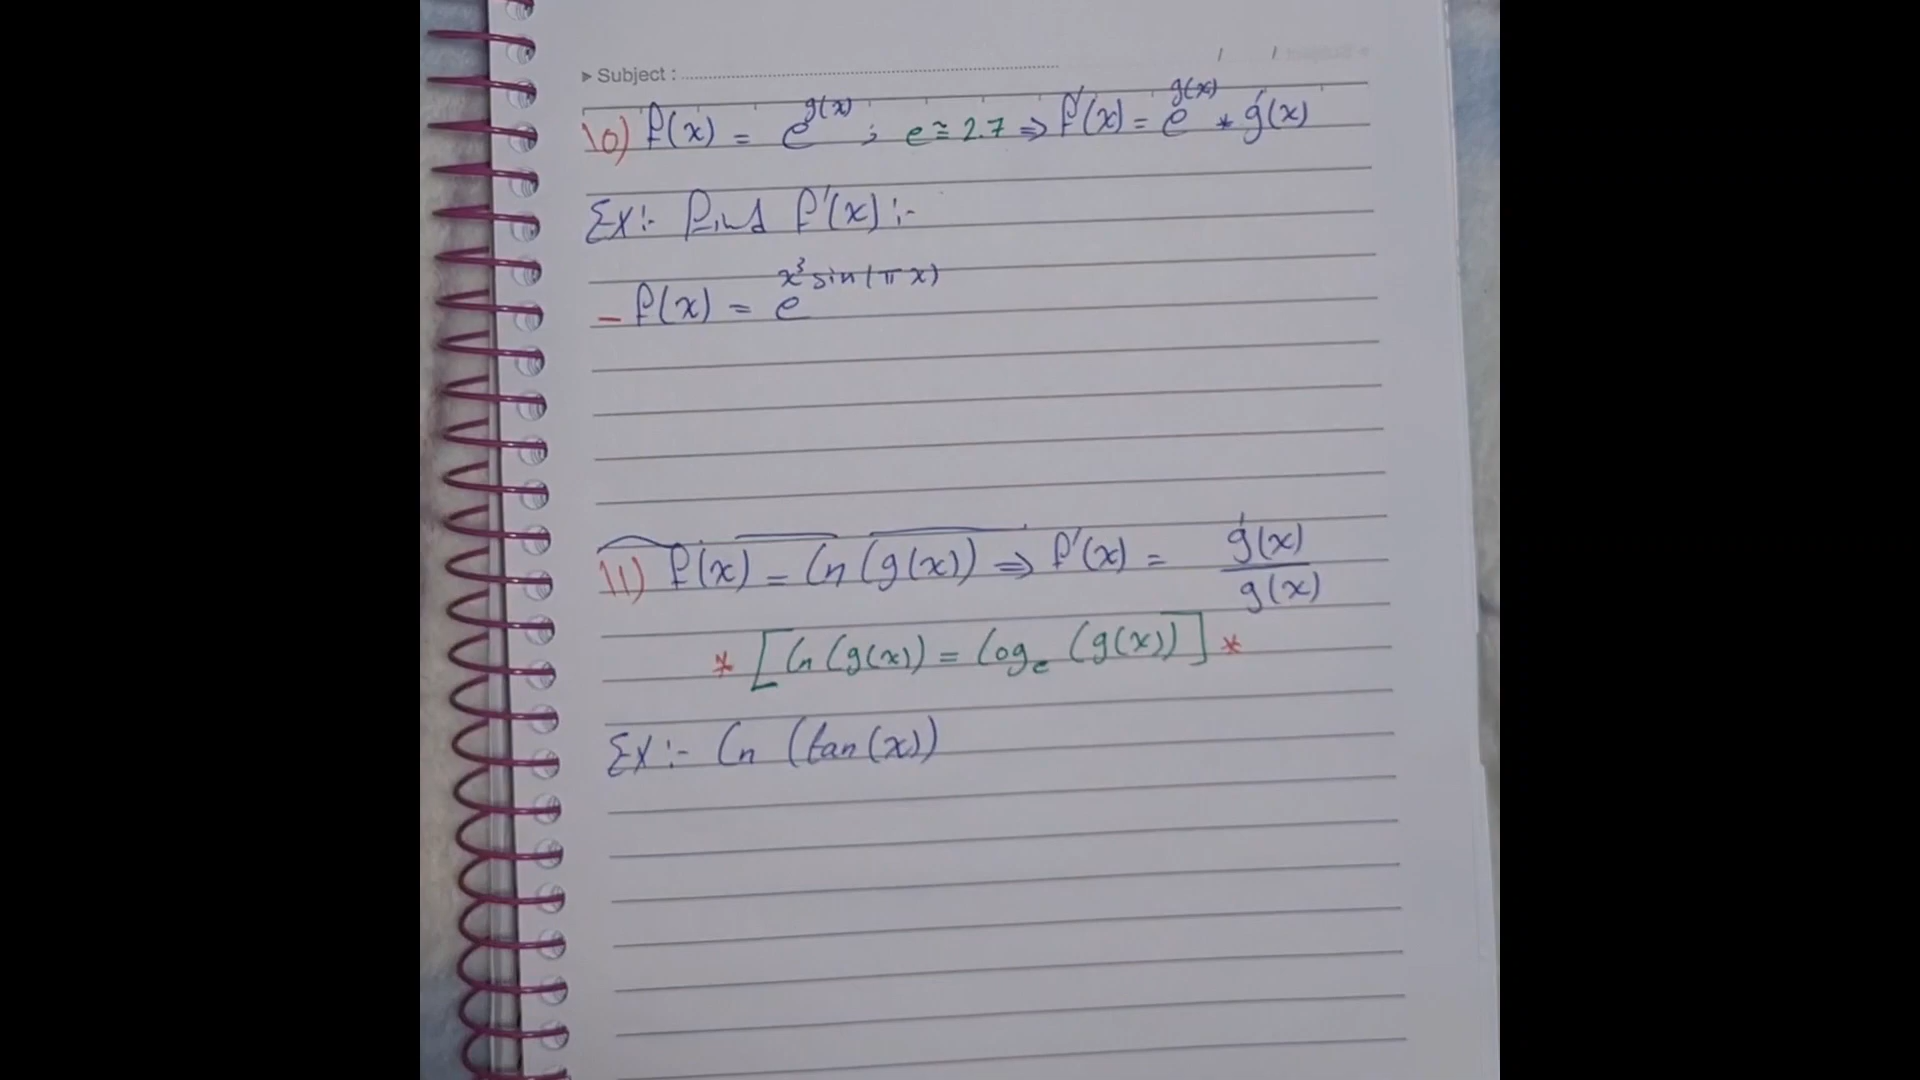 ▶ Subject :
10) f(x) = e^g(x) ; e ≅ 2.7 ⇒ f'(x) = e^g(x) * g'(x)
EX:- Find f'(x) :-
- f(x) = e^x³ sin(πx)
11) f(x) = Ln (g(x)) ⇒ f'(x) = g'(x) / g(x)
* [Ln (g(x)) = Log_e (g(x))] *
EX:- Ln (tan(x))